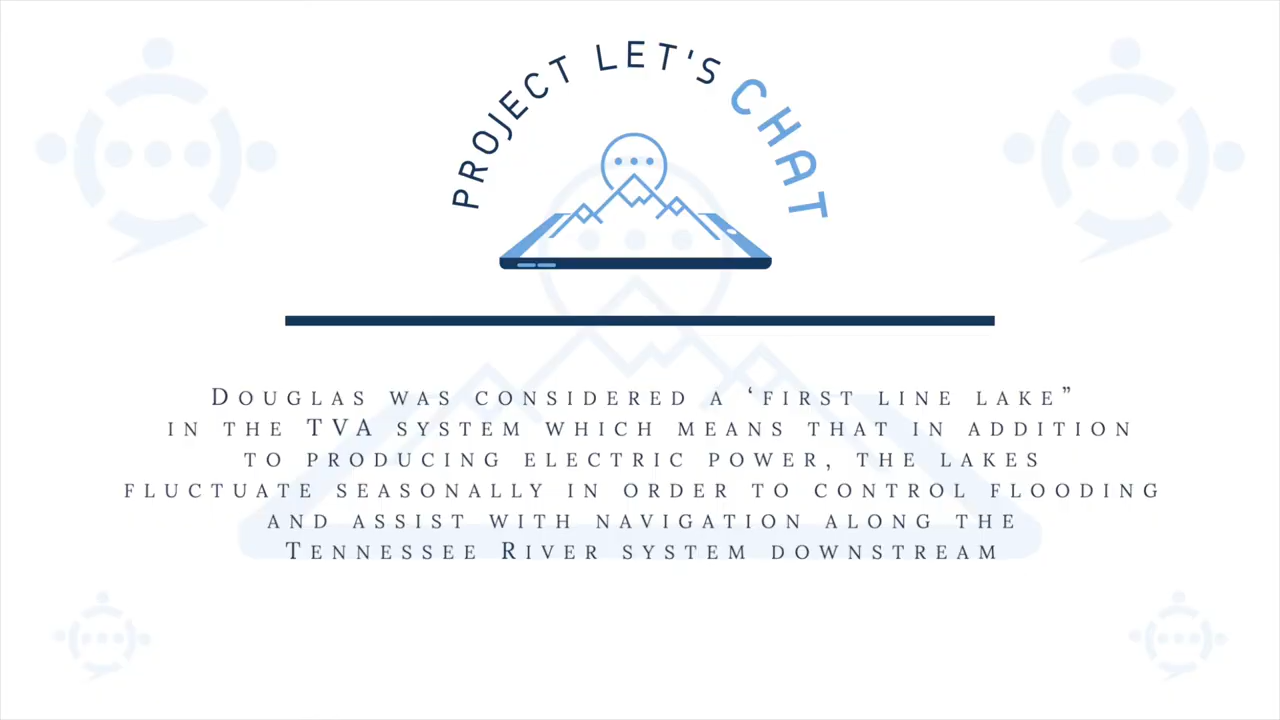 PROJECT LET'S CHAT
Douglas was considered a ‘first line lake”
in the TVA system which means that in addition
to producing electric power, the lakes
fluctuate seasonally in order to control flooding
and assist with navigation along the
Tennessee River system downstream